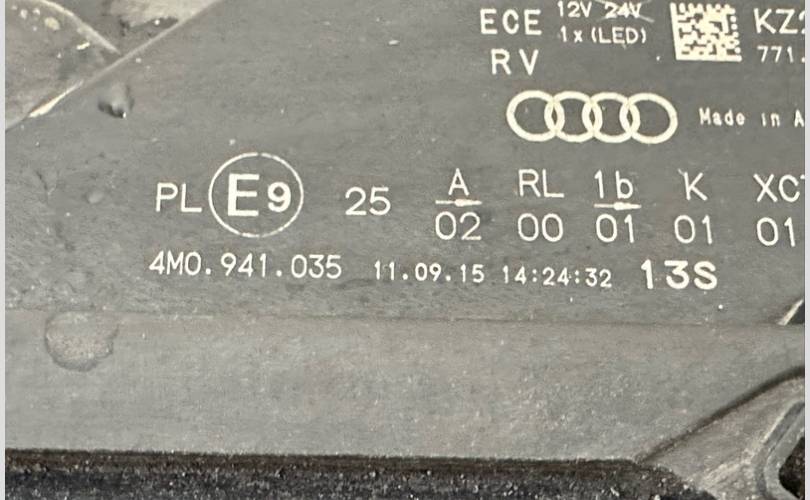 ECE 12V 24V
1x (LED)
RV
KZ
771.
Made in A
PL E9 25 A RL 1b K XC
02 00 01 01 01
4M0.941.035 11.09.15 14:24:32 13S